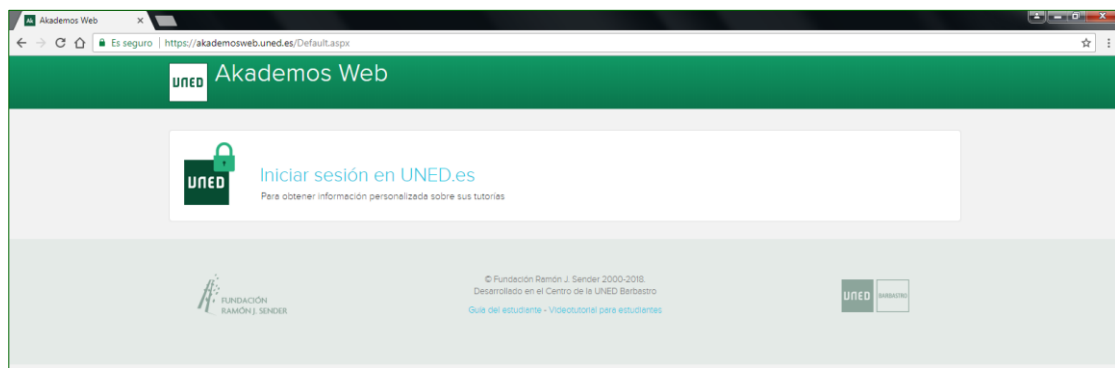 Akademos Web
Es seguro | https://akademosweb.uned.es/Default.aspx
UNED Akademos Web
UNED
Iniciar sesión en UNED.es
Para obtener información personalizada sobre sus tutorías
FUNDACIÓN
RAMÓN J. SENDER
© Fundación Ramón J. Sender 2000-2018.
Desarrollado en el Centro de la UNED Barbastro
Guía del estudiante - Videotutorial para estudiantes
UNED BARBASTRO